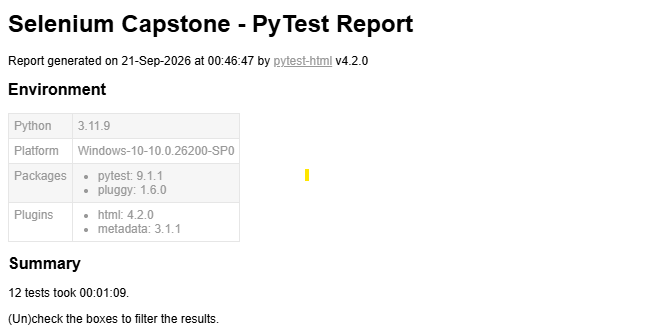 Selenium Capstone - PyTest Report
Report generated on 21-Sep-2026 at 00:46:47 by pytest-html v4.2.0
Environment
Python 3.11.9
Platform Windows-10-10.0.26200-SP0
Packages • pytest: 9.1.1
• pluggy: 1.6.0
Plugins • html: 4.2.0
• metadata: 3.1.1
Summary
12 tests took 00:01:09.
(Un)check the boxes to filter the results.